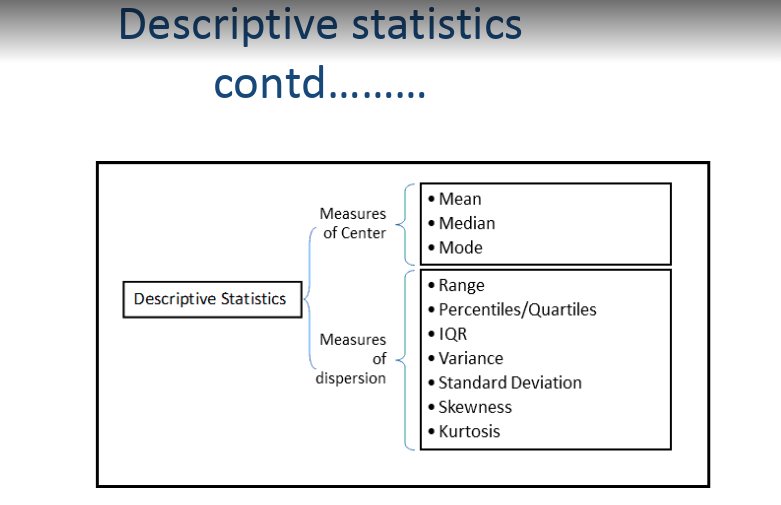 Descriptive statistics
contd.........
Descriptive Statistics
Measures
of Center
• Mean
• Median
• Mode
Measures
of
dispersion
• Range
• Percentiles/Quartiles
• IQR
• Variance
• Standard Deviation
• Skewness
• Kurtosis